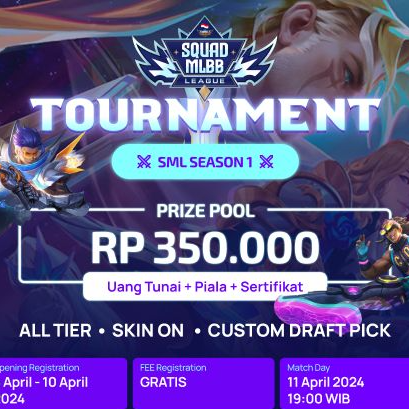 SQUAD
MLBB
LEAGUE
TOURNAMENT
SML SEASON 1
PRIZE POOL
RP 350.000
Uang Tunai + Piala + Sertifikat
ALL TIER • SKIN ON • CUSTOM DRAFT PICK
Registration
April - 10 April
FEE Registration
GRATIS
Match Day
11 April 2024
19:00 WIB